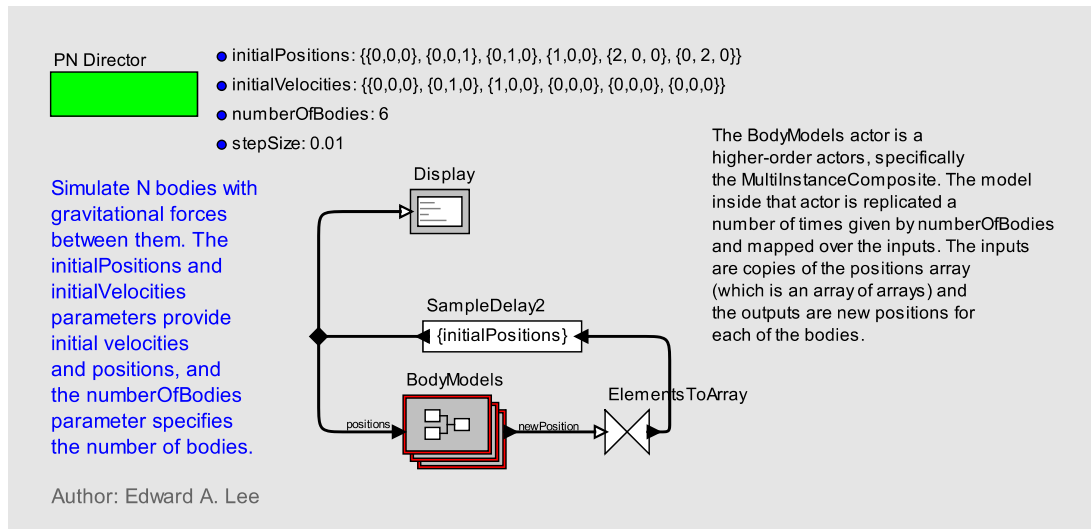 PN Director
initialPositions: {{0,0,0}, {0,0,1}, {0,1,0}, {1,0,0}, {2, 0, 0}, {0, 2, 0}}
initialVelocities: {{0,0,0}, {0,1,0}, {1,0,0}, {0,0,0}, {0,0,0}, {0,0,0}}
numberOfBodies: 6
stepSize: 0.01
Simulate N bodies with
gravitational forces
between them. The
initialPositions and
initialVelocities
parameters provide
initial velocities
and positions, and
the numberOfBodies
parameter specifies
the number of bodies.
Author: Edward A. Lee
Display
SampleDelay2
{initialPositions}
BodyModels
positions
newPosition
ElementsToArray
The BodyModels actor is a
higher-order actors, specifically
the MultiInstanceComposite. The model
inside that actor is replicated a
number of times given by numberOfBodies
and mapped over the inputs. The inputs
are copies of the positions array
(which is an array of arrays) and
the outputs are new positions for
each of the bodies.